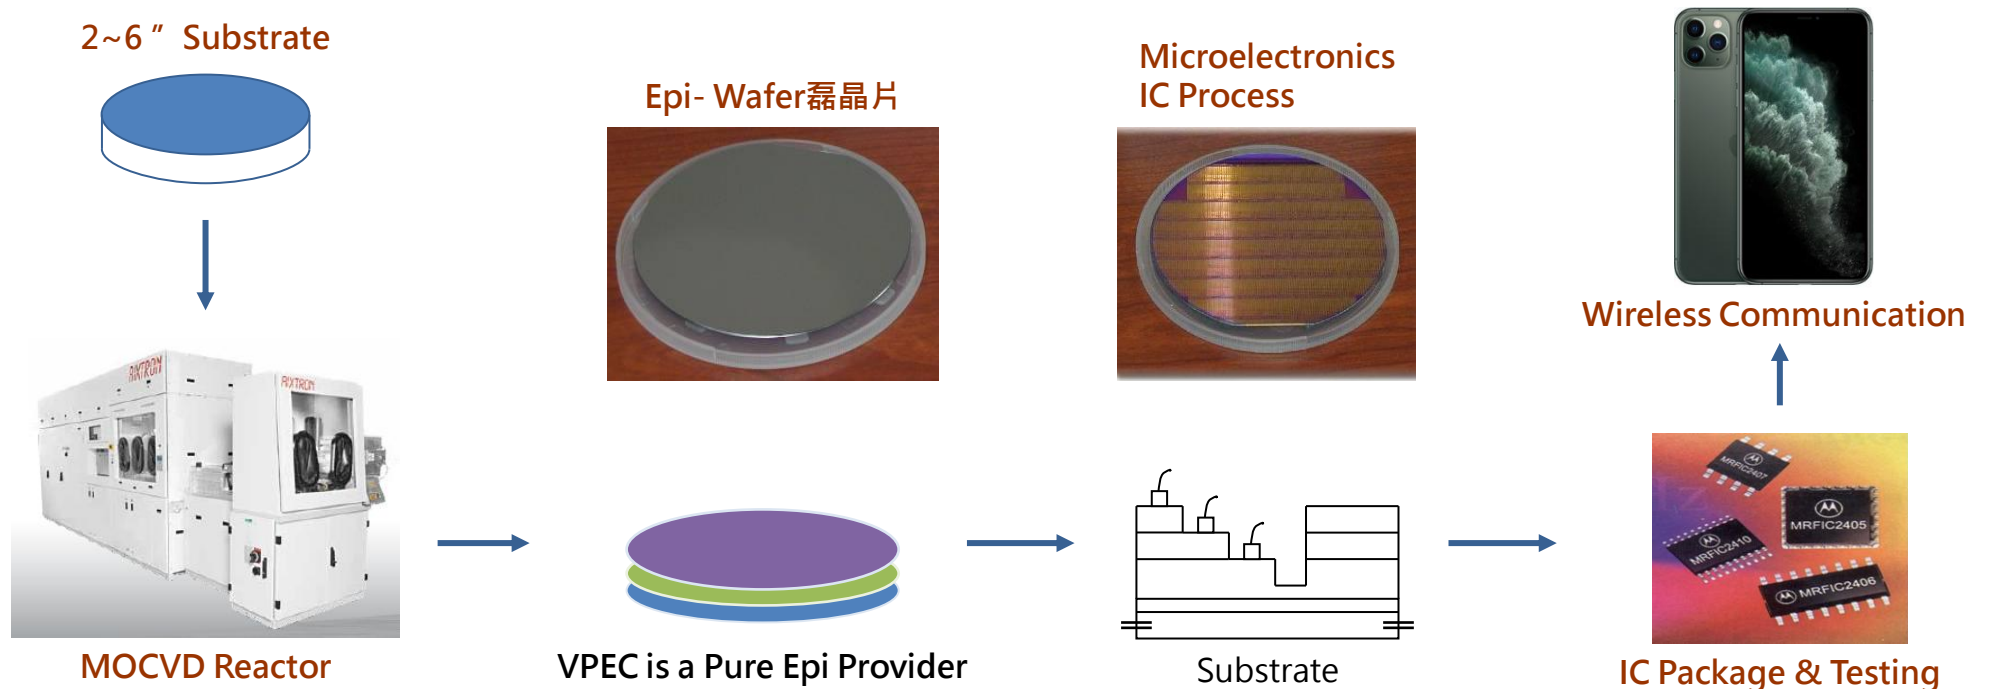 2~6 ” Substrate
Epi- Wafer磊晶片
Microelectronics
IC Process
Wireless Communication
AIXTRON
AIXTRON
MRFIC2407
MRFIC2405
MRFIC2410
MRFIC2406
MOCVD Reactor
VPEC is a Pure Epi Provider
Substrate
IC Package & Testing